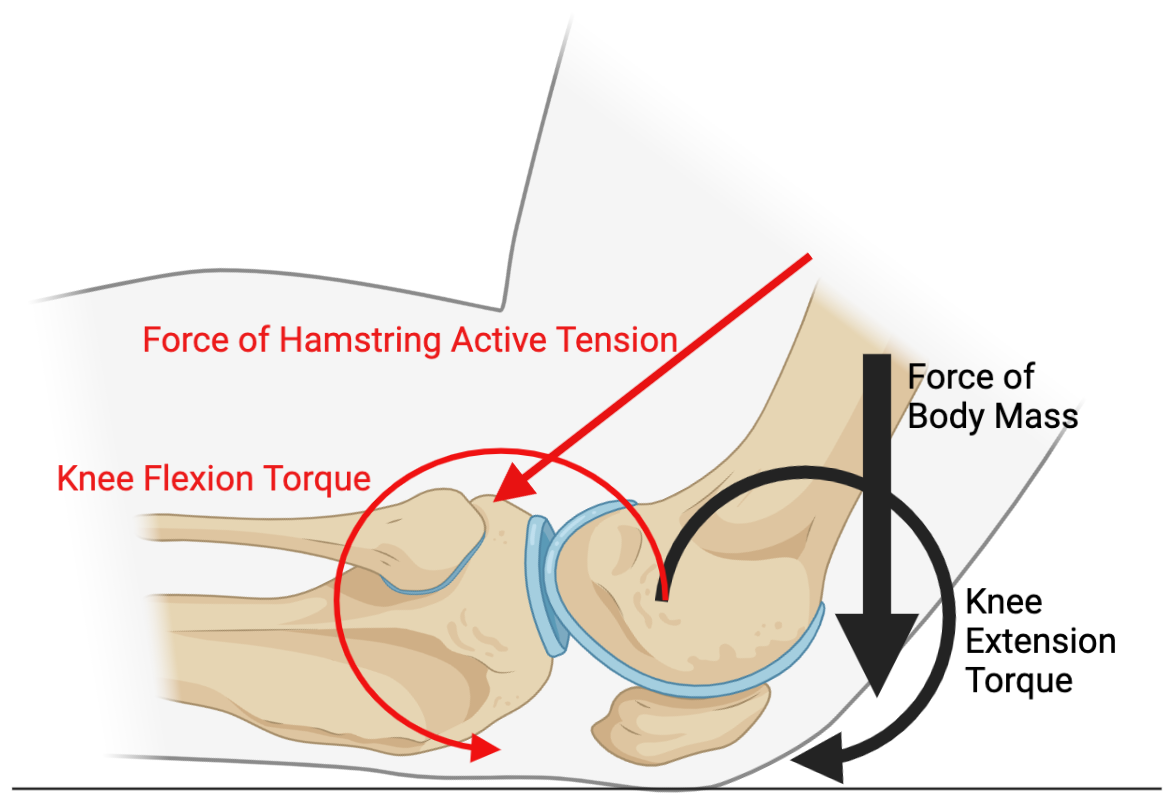 Force of Hamstring Active Tension
Force of
Body Mass
Knee Flexion Torque
Knee
Extension
Torque